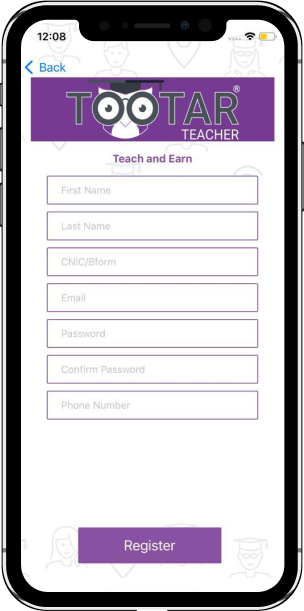 12:08
Back
TOOTAR®
TEACHER
Teach and Earn
First Name
Last Name
CNIC/Bform
Email
Password
Confirm Password
Phone Number
Register